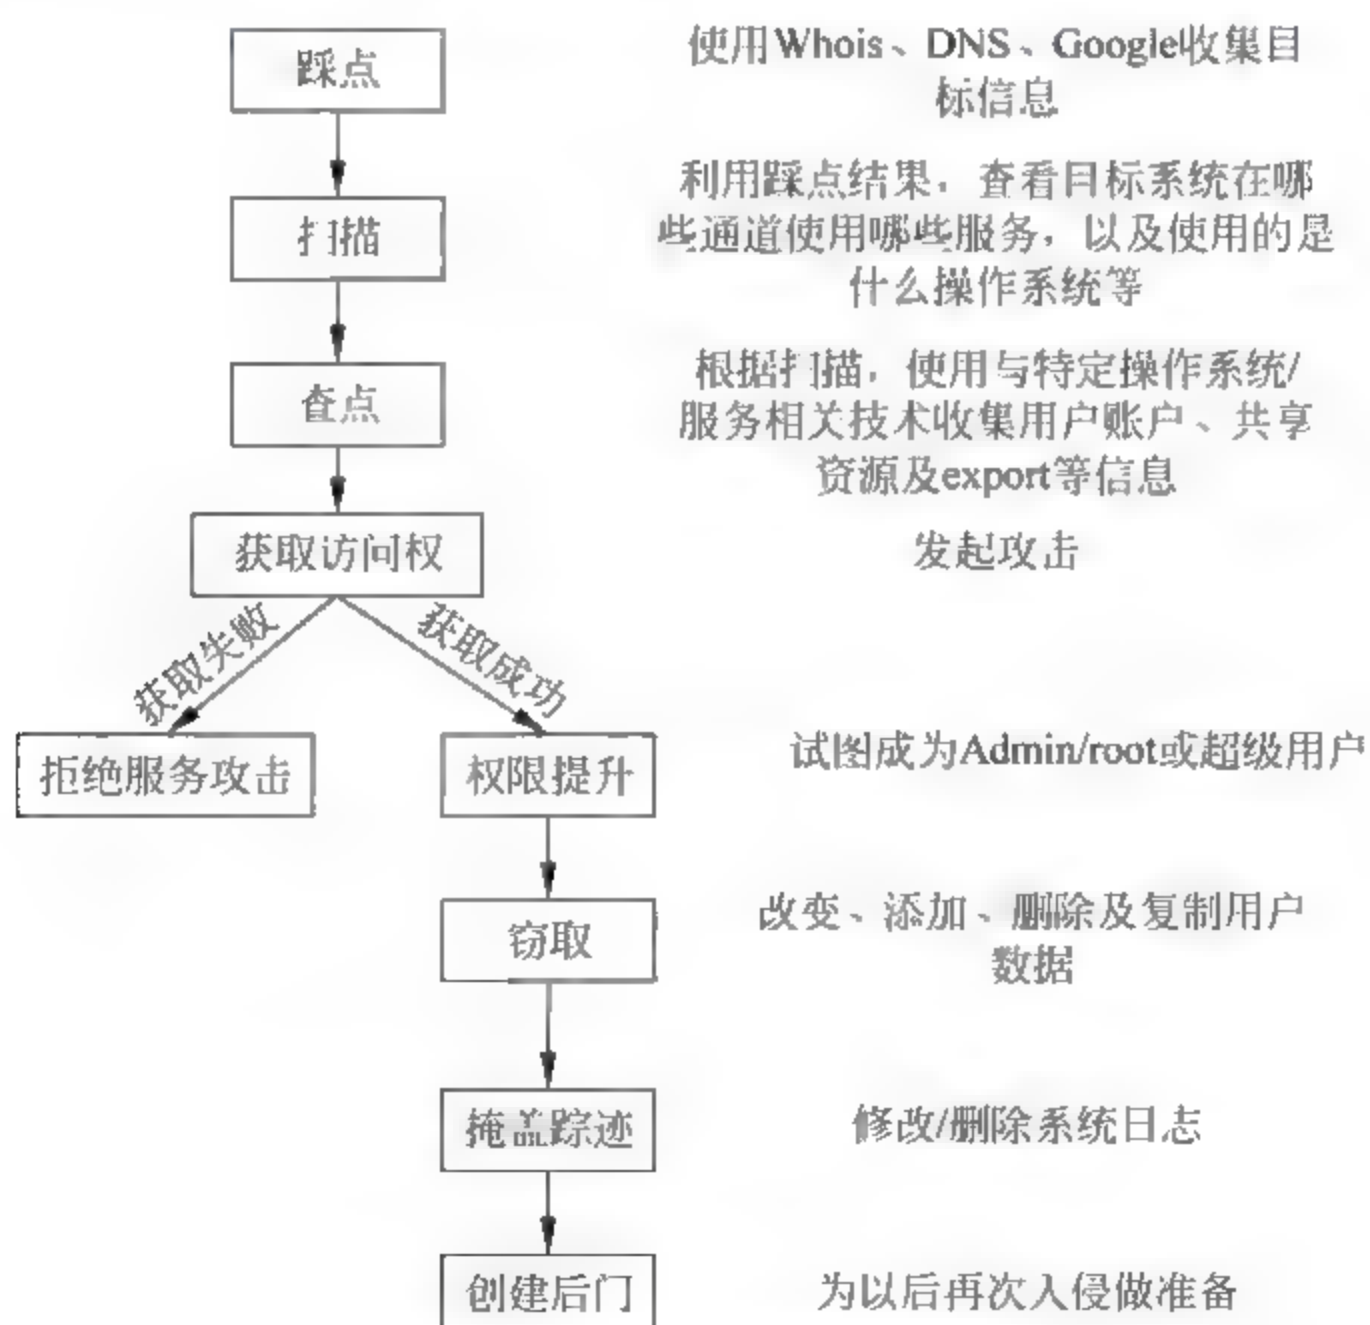 踩点
使用Whois、DNS、Google收集目
标信息
扫描
利用踩点结果，查看目标系统在哪
些通道使用哪些服务，以及使用的是
什么操作系统等
查点
根据扫描，使用与特定操作系统/
服务相关技术收集用户账户、共享
资源及export等信息
获取访问权
发起攻击
获取失败
获取成功
拒绝服务攻击
权限提升
试图成为Admin/root或超级用户
窃取
改变、添加、删除及复制用户
数据
掩盖踪迹
修改/删除系统日志
创建后门
为以后再次入侵做准备